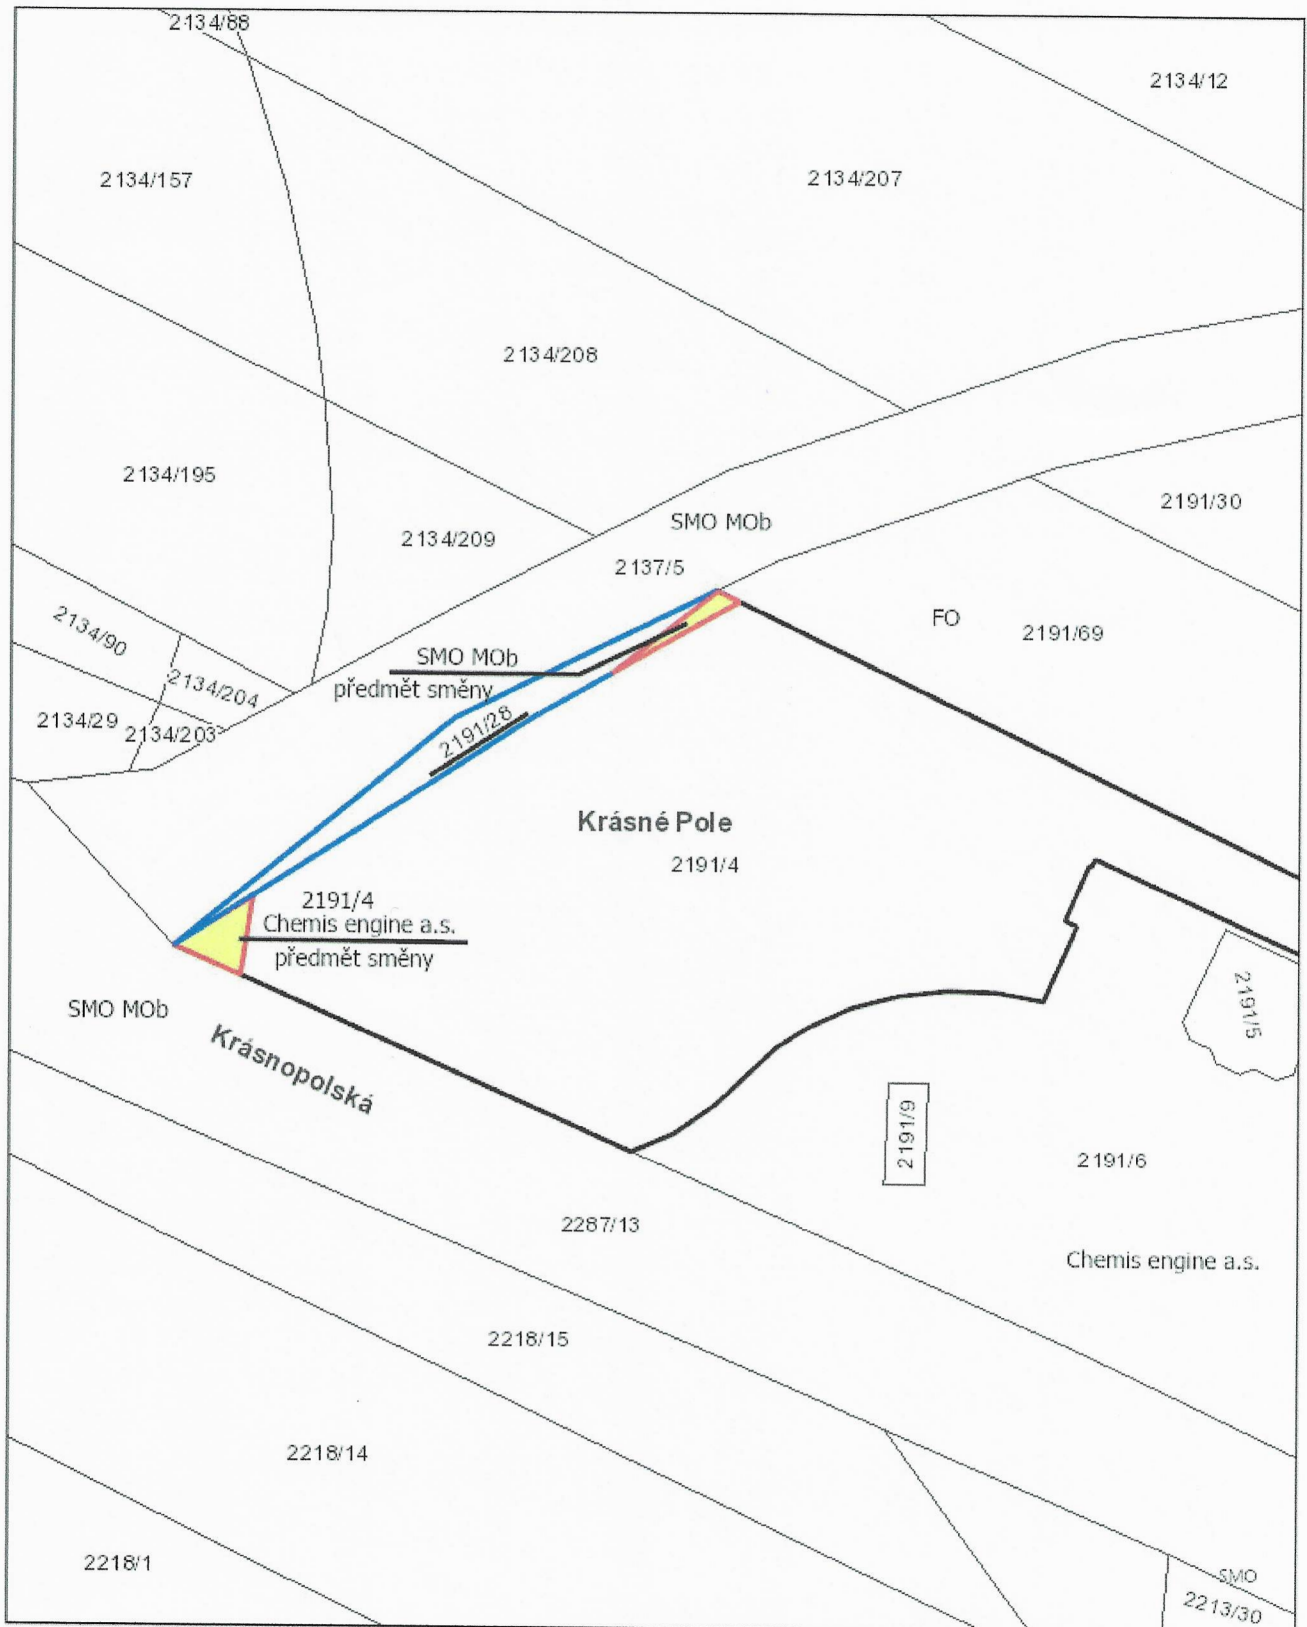 2134/88
2134/12
2134/157
2134/207
2134/208
2134/195
2191/30
SMO MOb
2134/209
2137/5
2134/90
FO
2191/69
SMO MOb
předmět směny
2134/204
2134/29
2134/203
2191/28
Krásné Pole
2191/4
2191/4
Chemis engine a.s.
předmět směny
2191/5
SMO MOb
Krásnopolská
2191/9
2191/6
2287/13
Chemis engine a.s.
2218/15
2218/14
2218/1
SMO
2213/30